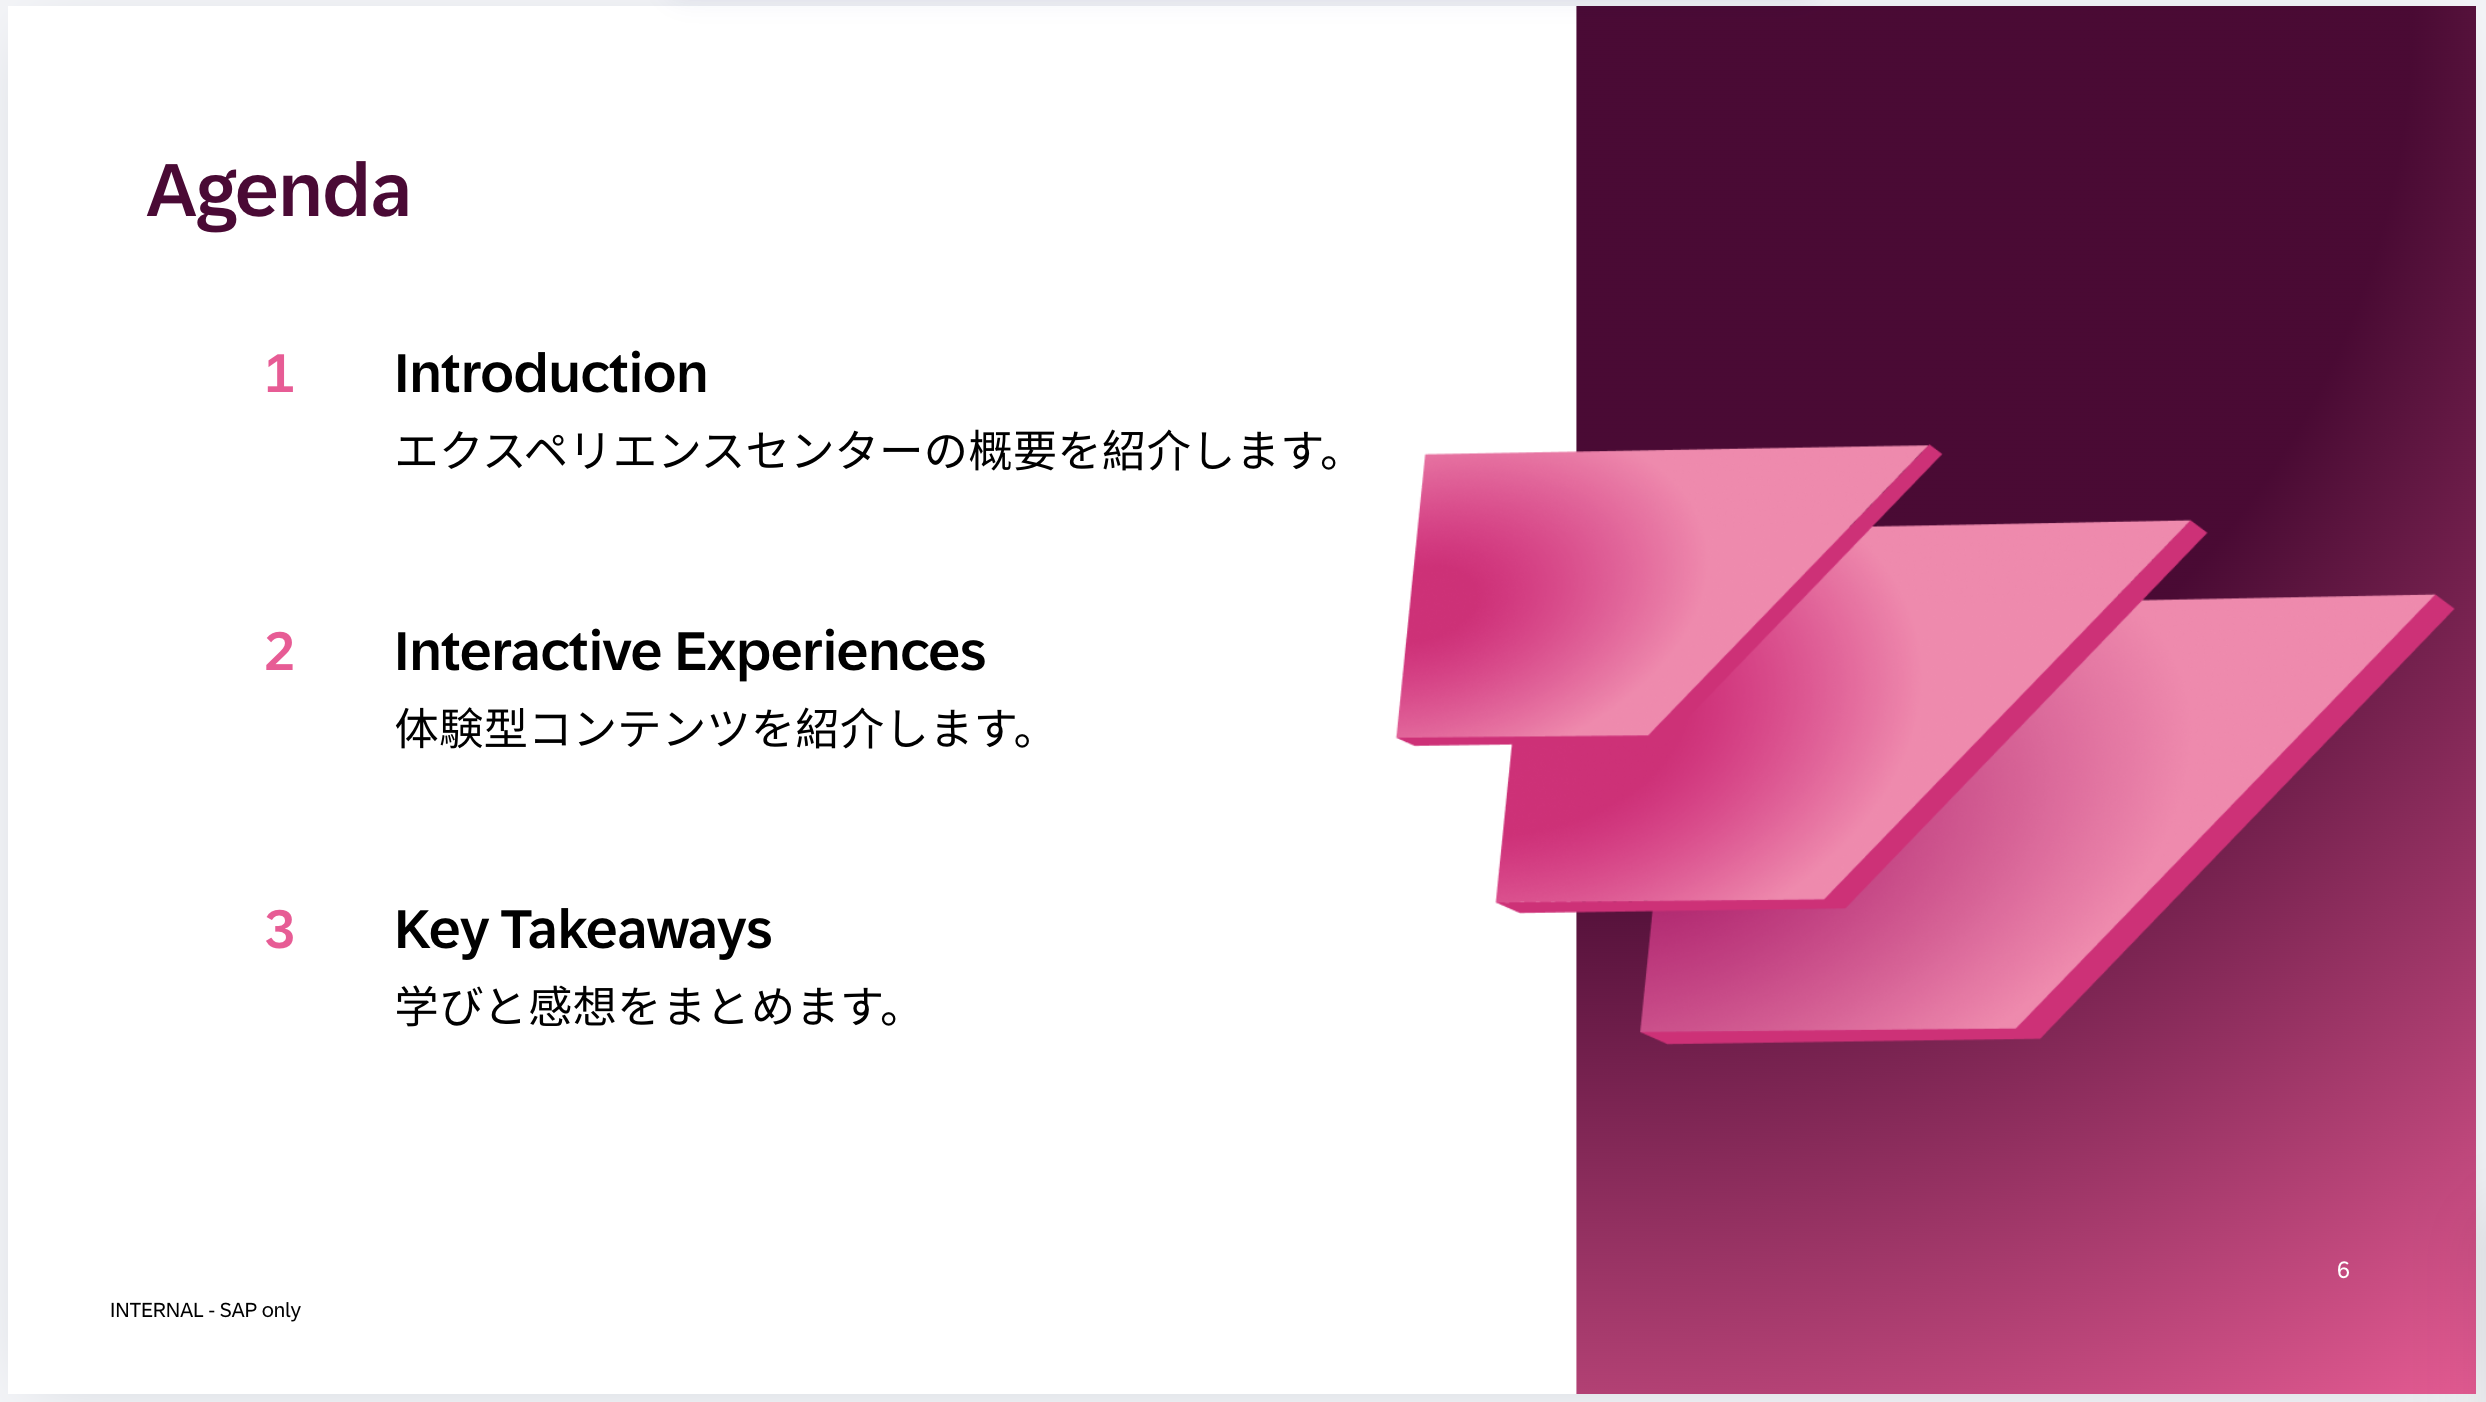 Agenda
1 Introduction
エクスペリエンスセンターの概要を紹介します。
2 Interactive Experiences
体験型コンテンツを紹介します。
3 Key Takeaways
学びと感想をまとめます。
6
INTERNAL - SAP only